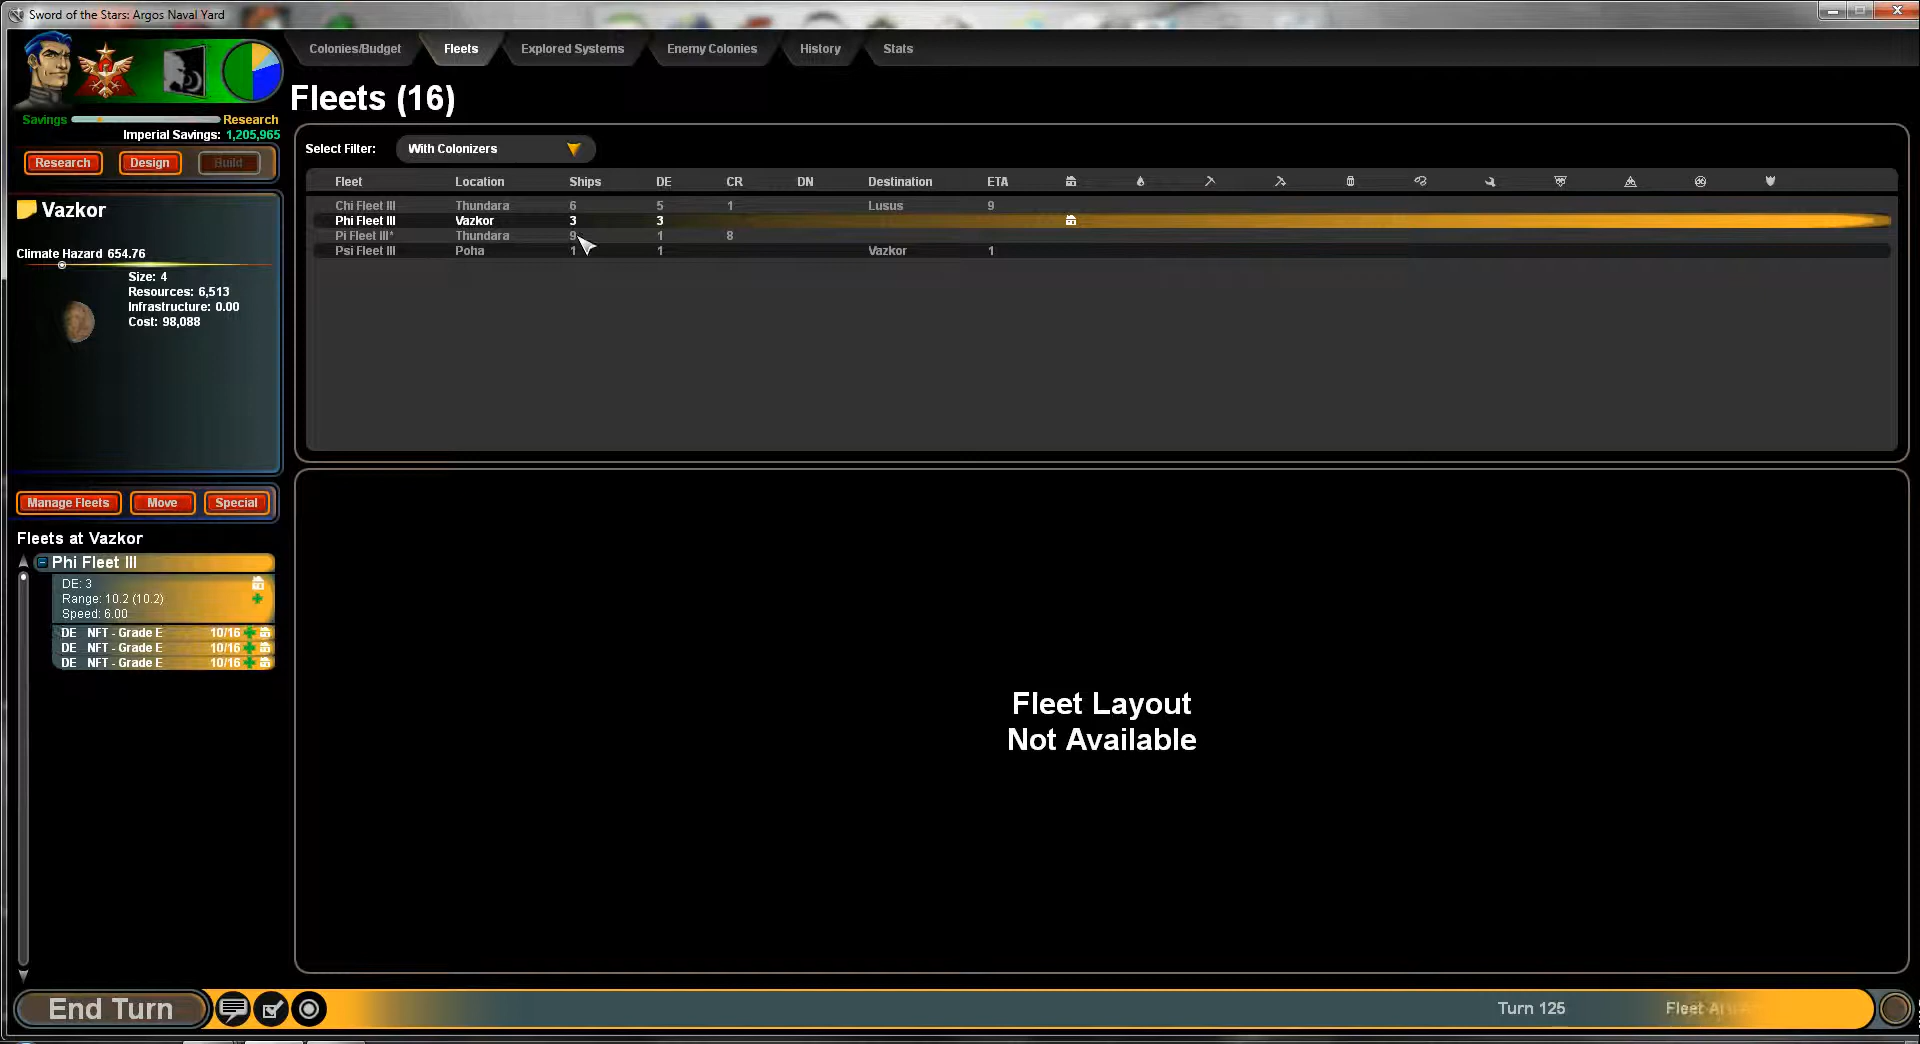 Sword of the Stars: Argos Naval Yard
Colonies/Budget Fleets Explored Systems Enemy Colonies History Stats
Fleets (16)
Savings Research
Imperial Savings: 1,205,965
Research Design Build
Select Filter: With Colonizers
Fleet Location Ships DE CR DN Destination ETA
Chi Fleet III Thundara 6 5 1 Lusus 9
Phi Fleet III Vazkor 3 3
Pi Fleet III* Thundara 9 1 8
Psi Fleet III Poha 1 1 Vazkor 1
Vazkor
Climate Hazard 654.76
Size: 4
Resources: 6,513
Infrastructure: 0.00
Cost: 98,088
Manage Fleets Move Special
Fleets at Vazkor
Phi Fleet III
DE: 3
Range: 10.2 (10.2)
Speed: 6.00
DE NFT - Grade E 10/16
DE NFT - Grade E 10/16
DE NFT - Grade E 10/16
Fleet Layout
Not Available
End Turn
Turn 125
Fleet